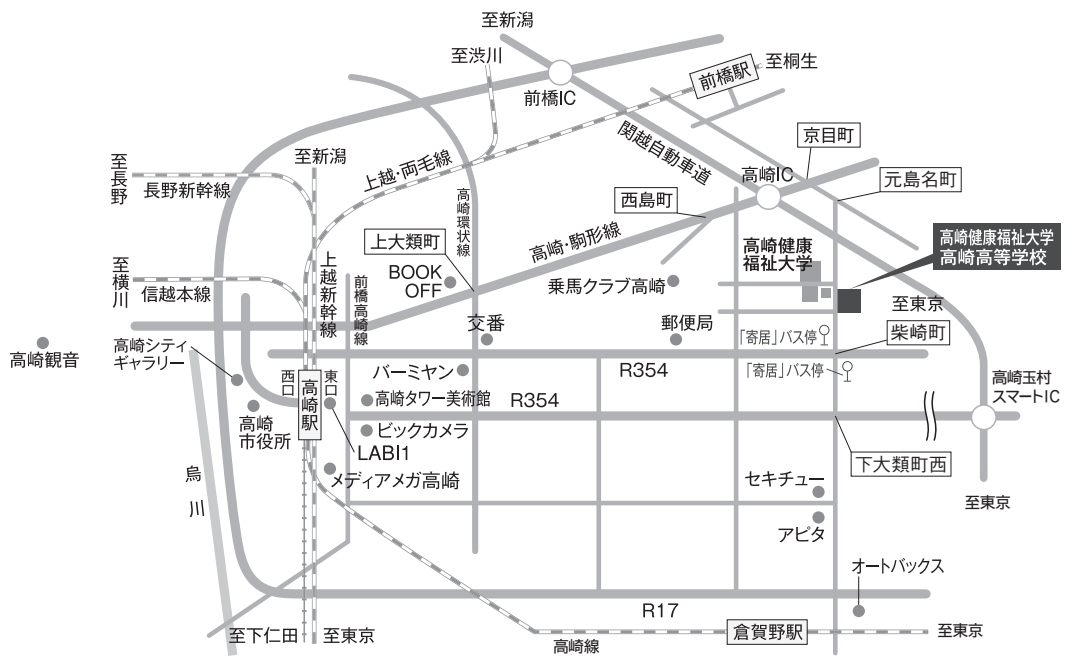 至新潟
至渋川
前橋IC
前橋駅
至桐生
関越自動車道
京目町
高崎IC
元島名町
至長野
長野新幹線
至新潟
上越・両毛線
高崎環状線
西島町
高崎・駒形線
上大類町
高崎健康
福祉大学
高崎健康福祉大学
高崎高等学校
至横川
信越本線
上越新幹線
前橋高崎線
BOOK
OFF
乗馬クラブ高崎
至東京
交番
郵便局
「寄居」バス停
柴崎町
高崎観音
高崎シティ
ギャラリー
西口
高崎駅
東口
バーミヤン
R354
「寄居」バス停
高崎玉村
スマートIC
高崎タワー美術館
R354
高崎
市役所
ビックカメラ
LABI1
メディアメガ高崎
下大類町西
烏川
セキチュー
至東京
アピタ
オートバックス
R17
至下仁田
至東京
高崎線
倉賀野駅
至東京